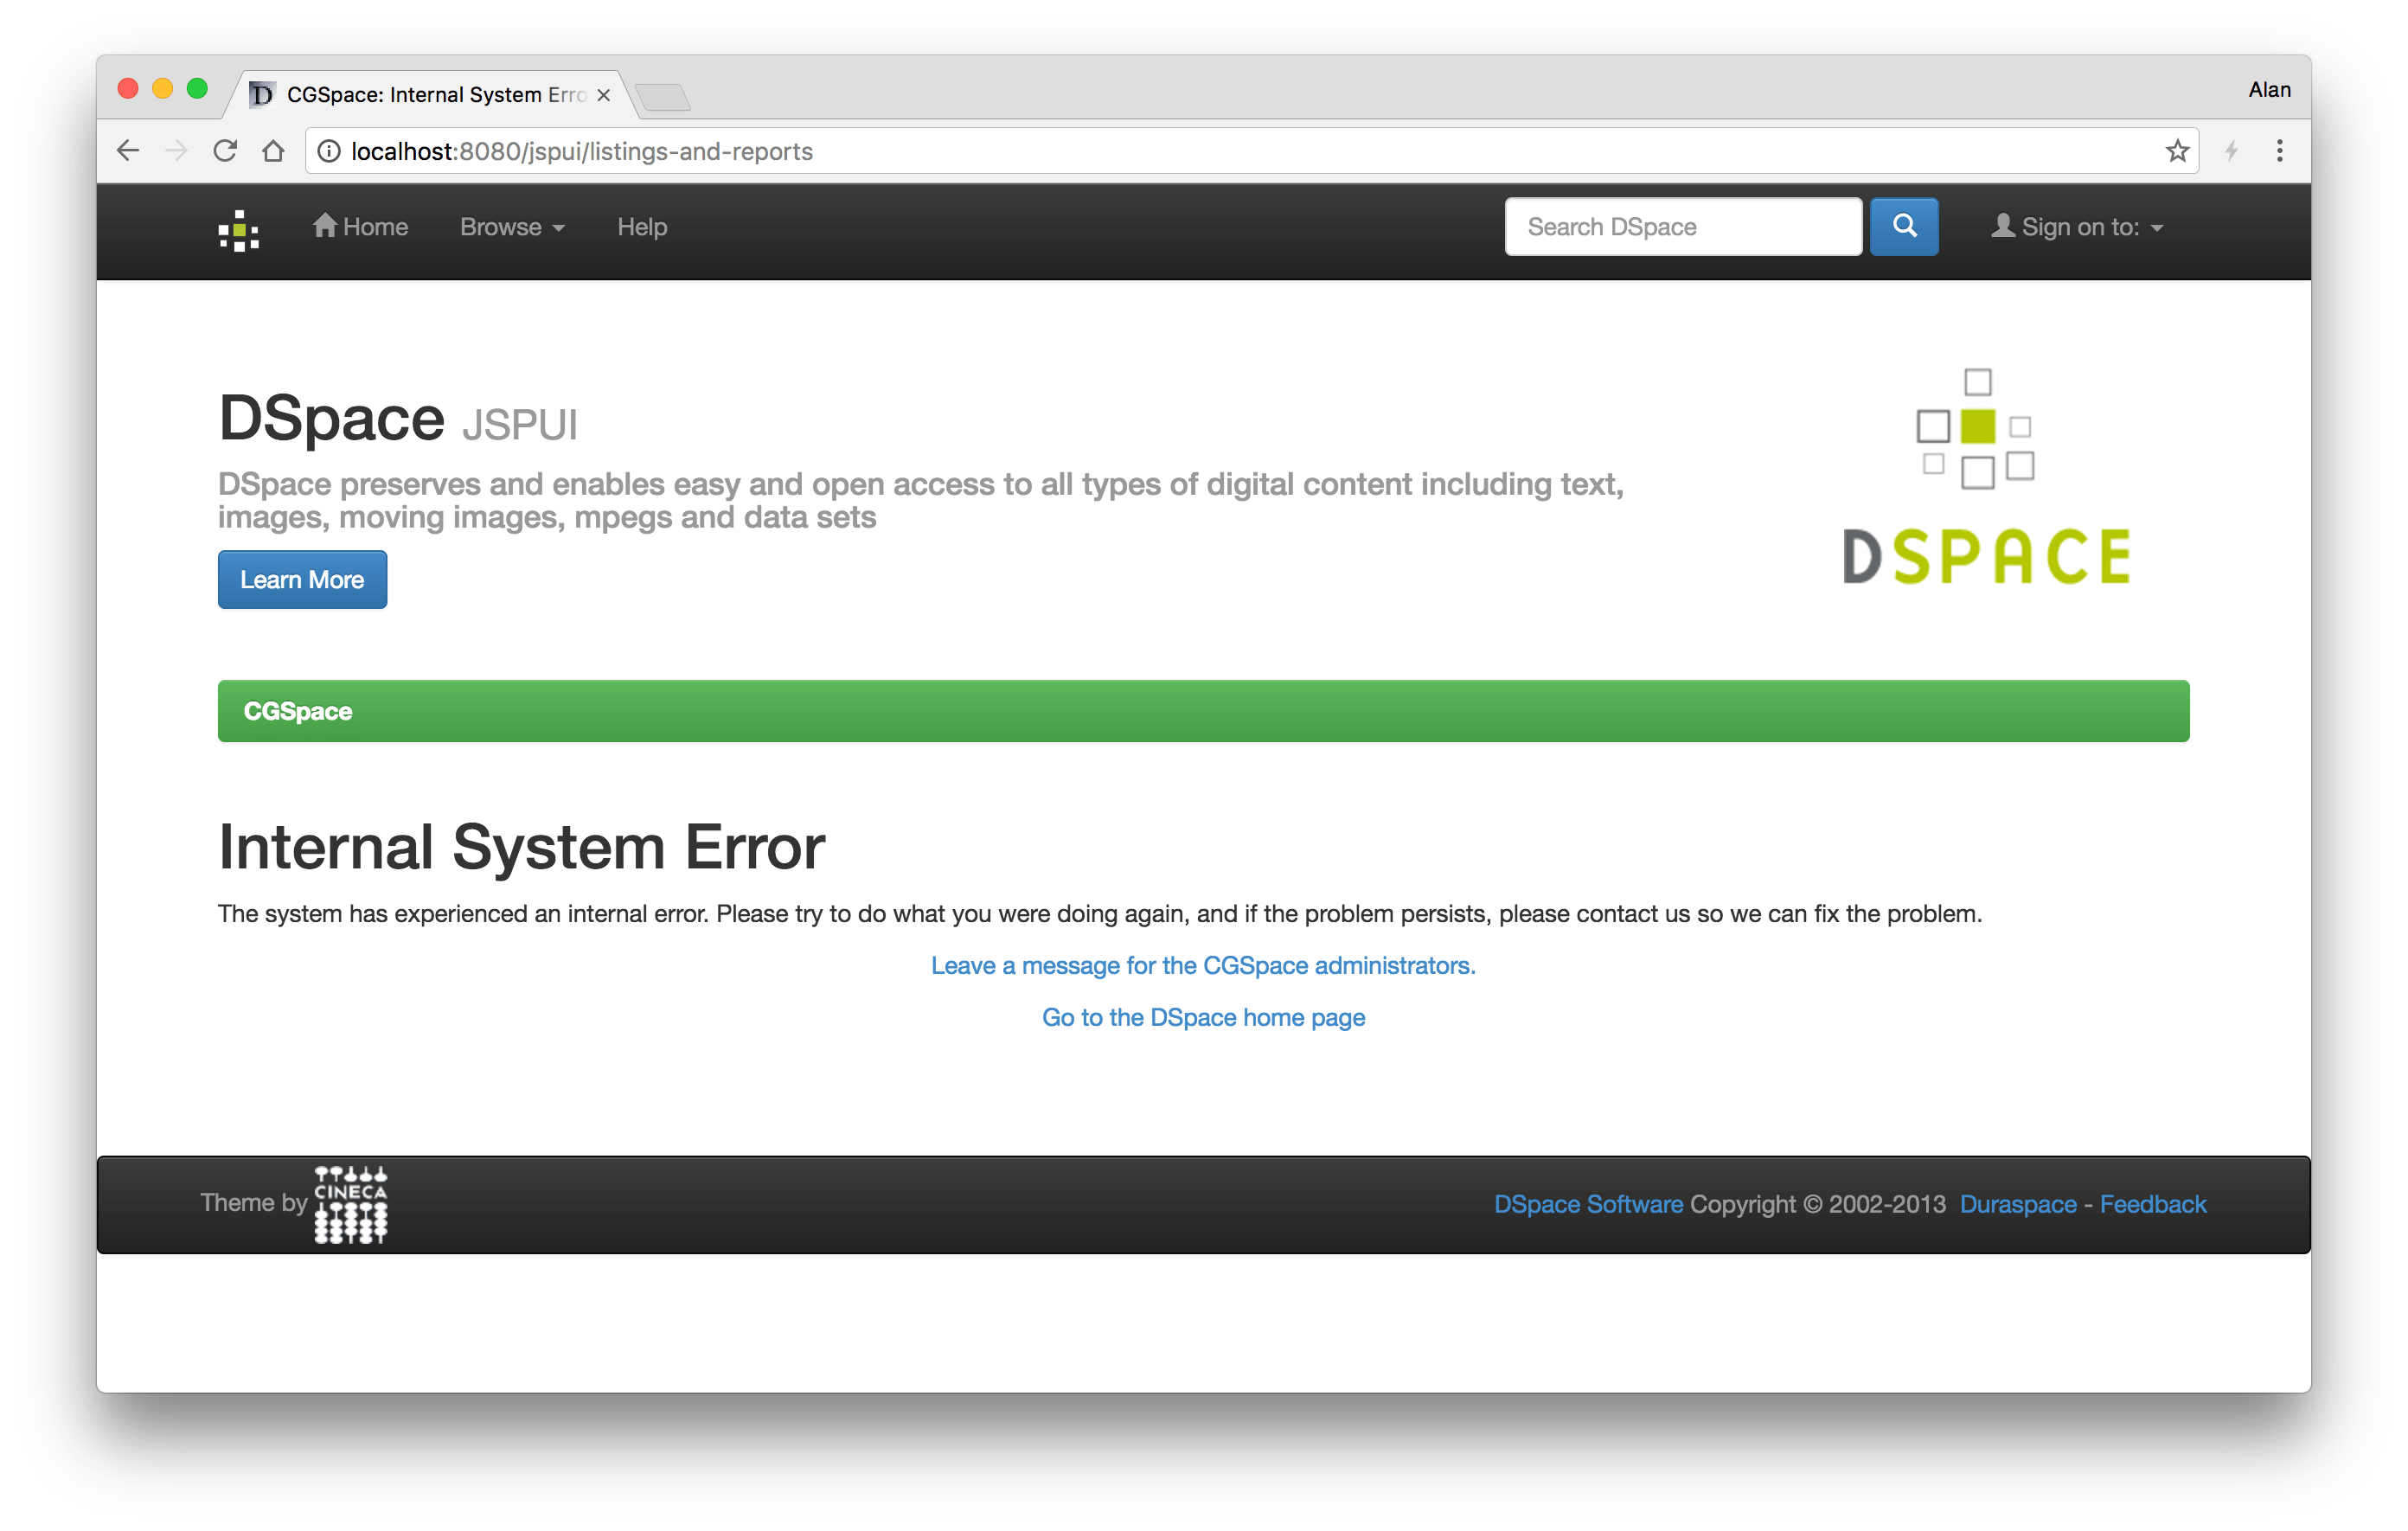 CGSpace: Internal System Erro
Alan
localhost:8080/jspui/listings-and-reports
Home Browse Help Search DSpace Sign on to:
DSpace JSPUI
DSpace preserves and enables easy and open access to all types of digital content including text,
images, moving images, mpegs and data sets
Learn More
DSPACE
CGSpace
Internal System Error
The system has experienced an internal error. Please try to do what you were doing again, and if the problem persists, please contact us so we can fix the problem.
Leave a message for the CGSpace administrators.
Go to the DSpace home page
Theme by CINECA
DSpace Software Copyright © 2002-2013 Duraspace - Feedback